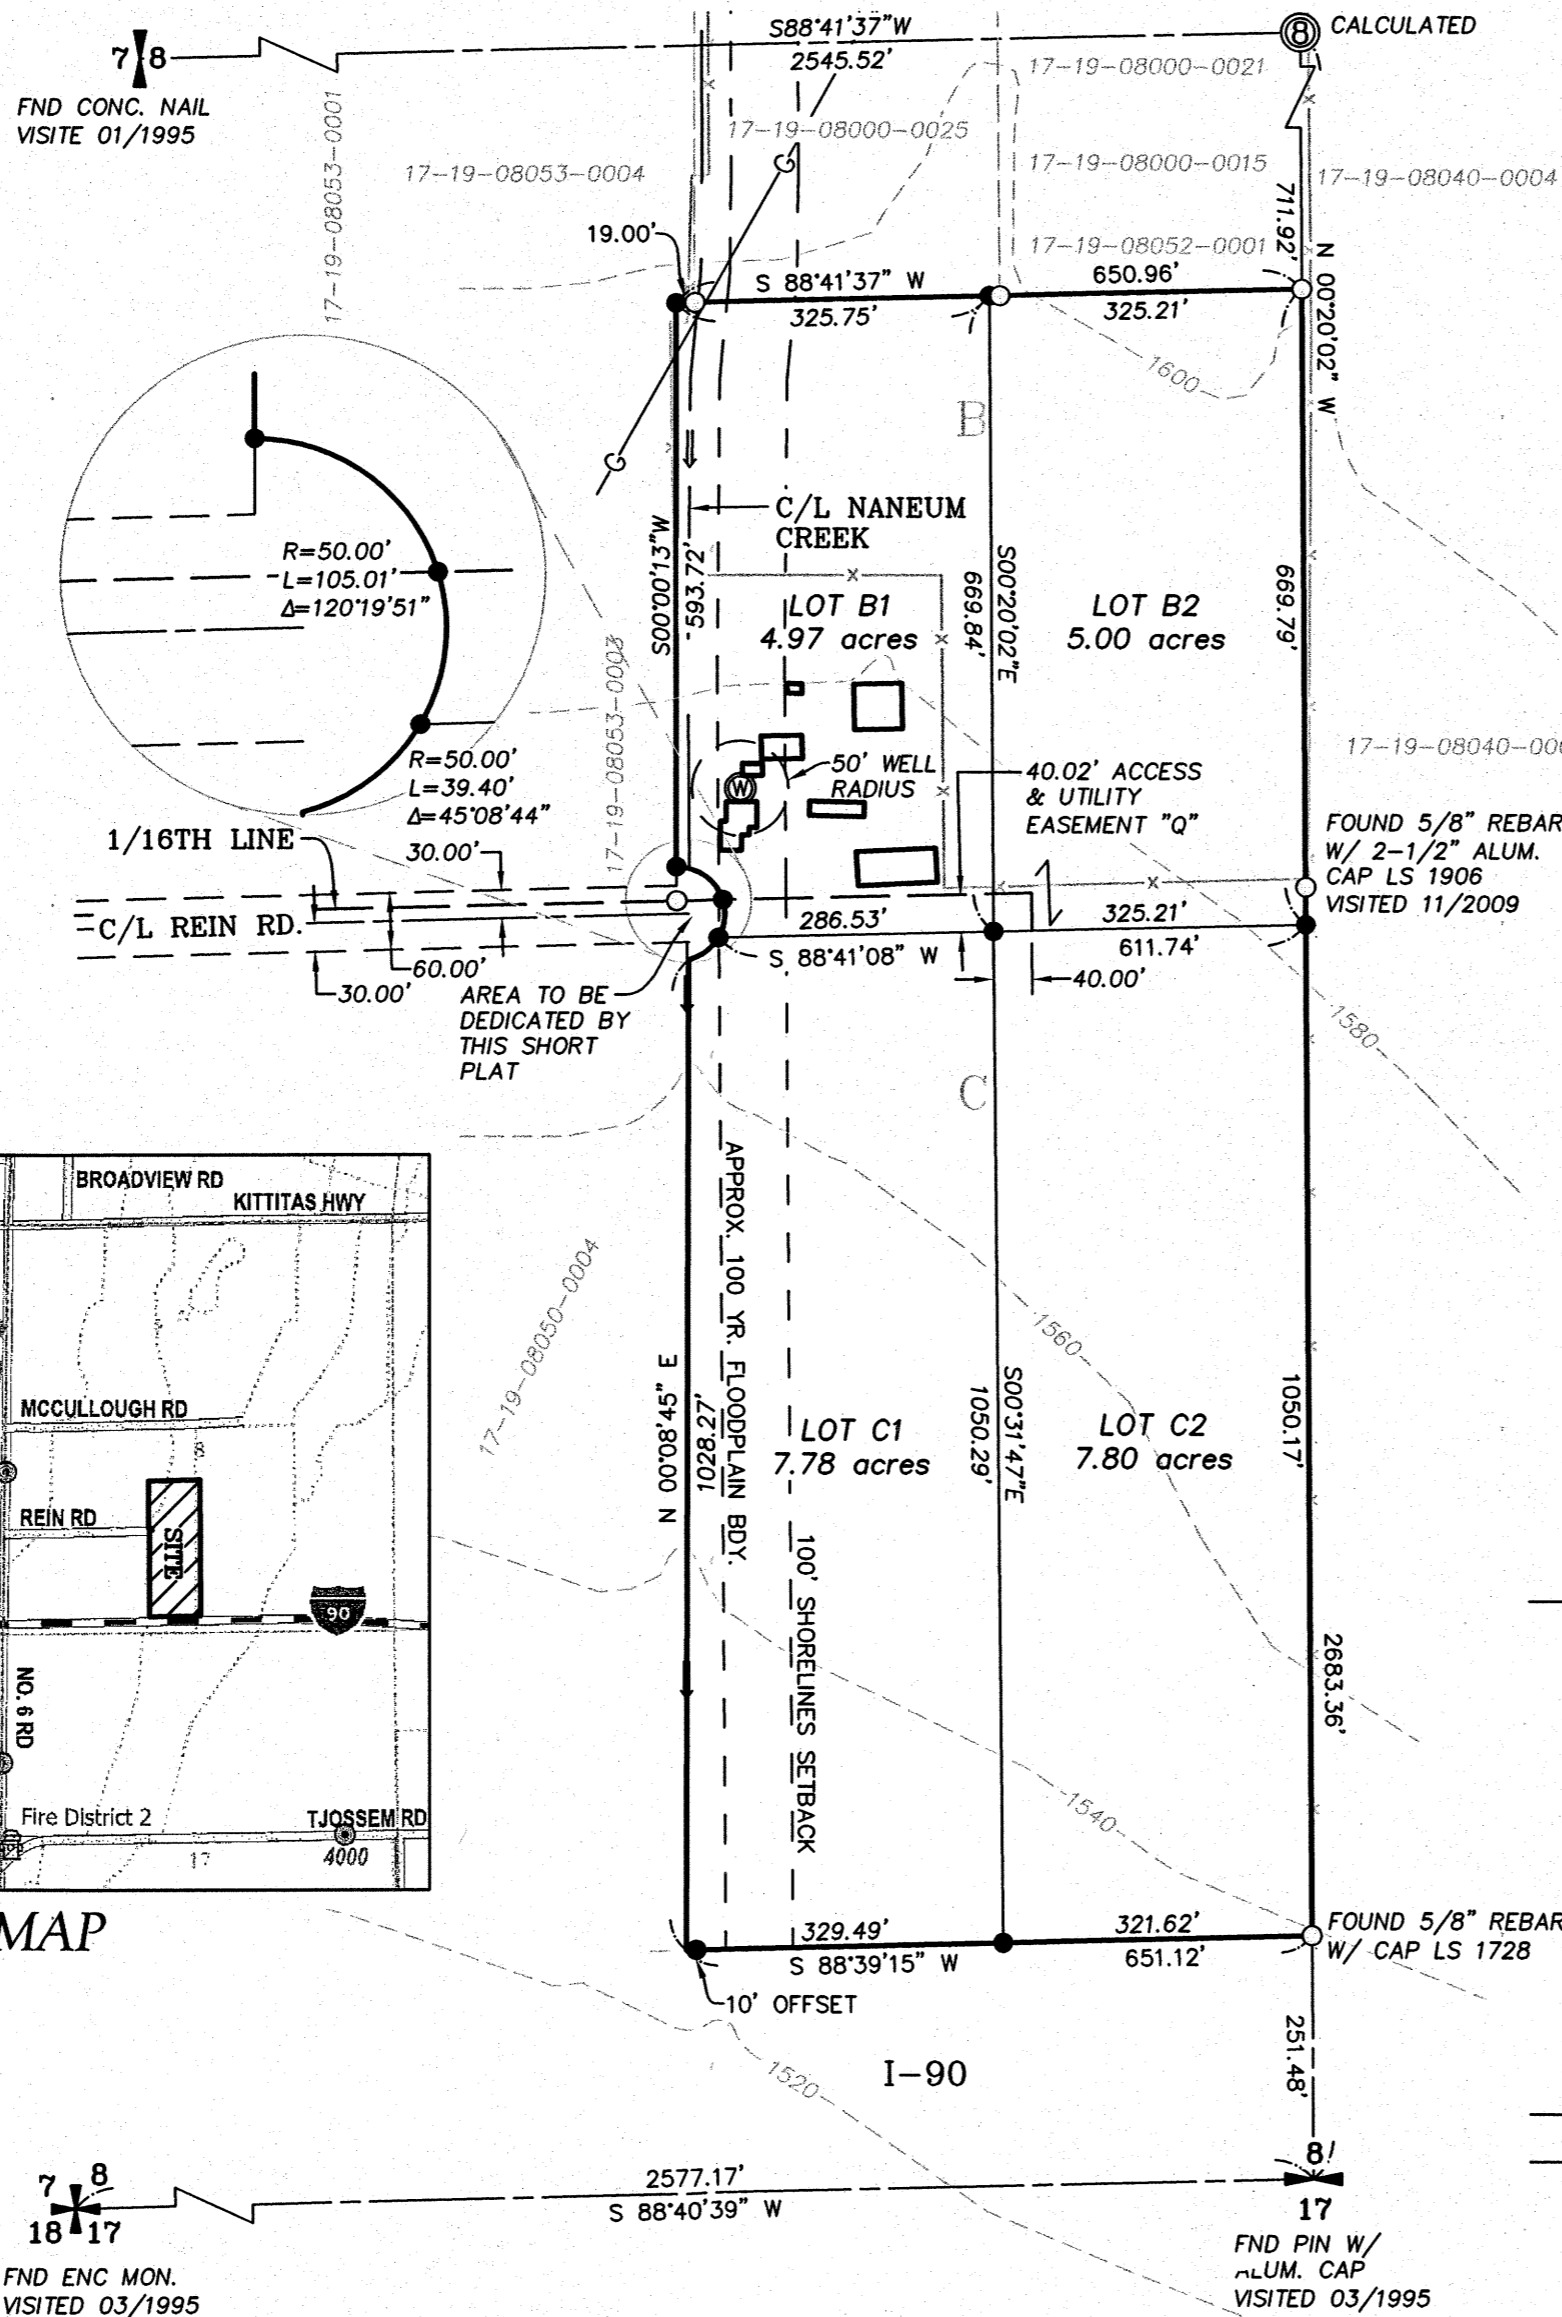 S88°41'37"W
2545.52'
8 CALCULATED
7 8
FND CONC. NAIL
VISITE 01/1995
17-19-08000-0021
17-19-08000-0025
17-19-08053-0001
17-19-08053-0004
17-19-08000-0015
17-19-08040-0004
711.92'
N 00°20'02" W
19.00'
17-19-08052-0001
S 88°41'37" W
650.96'
325.75'
325.21'
G
1600
B
G
C/L NANEUM
CREEK
R=50.00'
L=105.01'
Δ=120°19'51"
S00°00'13"W
593.72'
S00°20'02"E
669.84'
669.79'
LOT B1
4.97 acres
LOT B2
5.00 acres
17-19-08053-0003
R=50.00'
L=39.40'
Δ=45°08'44"
W
50' WELL
RADIUS
40.02' ACCESS
& UTILITY
EASEMENT "Q"
FOUND 5/8" REBAR
W/ 2-1/2" ALUM.
CAP LS 1906
VISITED 11/2009
1/16TH LINE
30.00'
C/L REIN RD.
286.53'
325.21'
S 88°41'08" W
611.74'
60.00'
30.00'
40.00'
AREA TO BE
DEDICATED BY
THIS SHORT
PLAT
1580
C
BROADVIEW RD
KITTITAS HWY
MCCULLOUGH RD
8
REIN RD
SITE
90
NO. 6 RD
Fire District 2
TJOSSEM RD
17
4000
MAP
17-19-08050-0004
APPROX. 100 YR. FLOODPLAIN BDY.
1560
N 00°08'45" E
1028.27'
S00°31'47"E
1050.29'
1050.17'
LOT C1
7.78 acres
LOT C2
7.80 acres
100' SHORELINES SETBACK
2683.36'
1540
329.49'
321.62'
S 88°39'15" W
651.12'
FOUND 5/8" REBAR
W/ CAP LS 1728
10' OFFSET
251.48'
I-90
1520
7 8
18 17
2577.17'
S 88°40'39" W
8
17
FND ENC MON.
VISITED 03/1995
FND PIN W/
ALUM. CAP
VISITED 03/1995